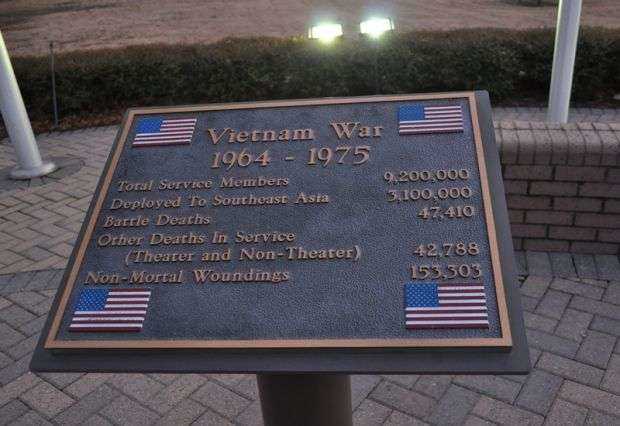 Vietnam War
1964 - 1975
Total Service Members 9,200,000
Deployed To Southeast Asia 3,100,000
Battle Deaths 47,410
Other Deaths In Service
(Theater and Non-Theater) 42,788
Non-Mortal Woundings 153,303